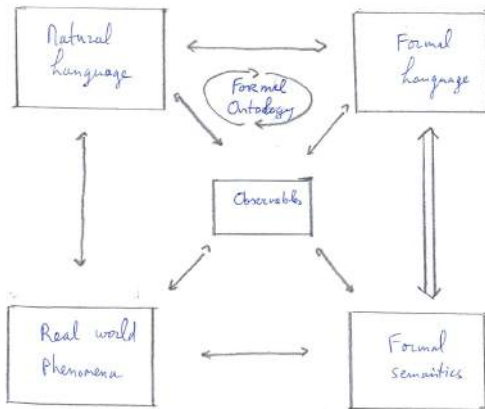 Natural
Language
Formal
Language
Formal
Ontology
Observables
Real world
Phenomena
Formal
semantics